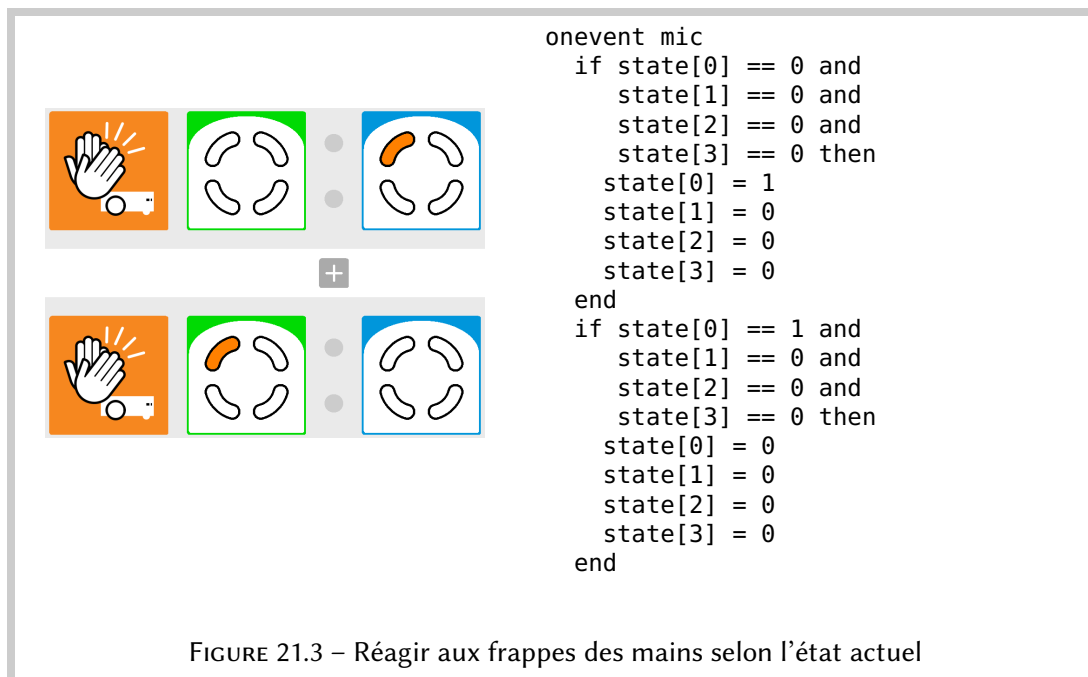 onevent mic
if state[0] == 0 and
state[1] == 0 and
state[2] == 0 and
state[3] == 0 then
state[0] = 1
state[1] = 0
state[2] = 0
state[3] = 0
end
if state[0] == 1 and
state[1] == 0 and
state[2] == 0 and
state[3] == 0 then
state[0] = 0
state[1] = 0
state[2] = 0
state[3] = 0
end
FIGURE 21.3 – Réagir aux frappes des mains selon l'état actuel